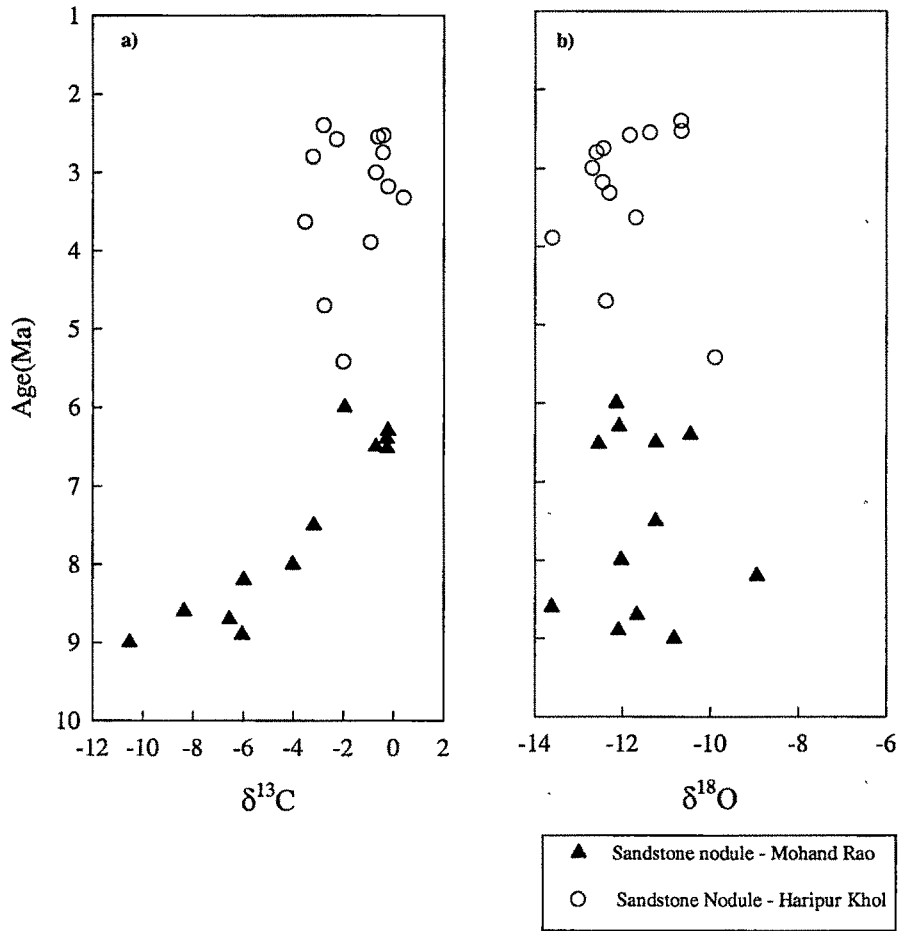 a)
b)
1
2
3
4
5
6
7
8
9
10
Age(Ma)
-12 -10 -8 -6 -4 -2 0 2
-14 -12 -10 -8 -6
δ¹³C
δ¹⁸O
▲ Sandstone nodule - Mohand Rao
○ Sandstone Nodule - Haripur Khol